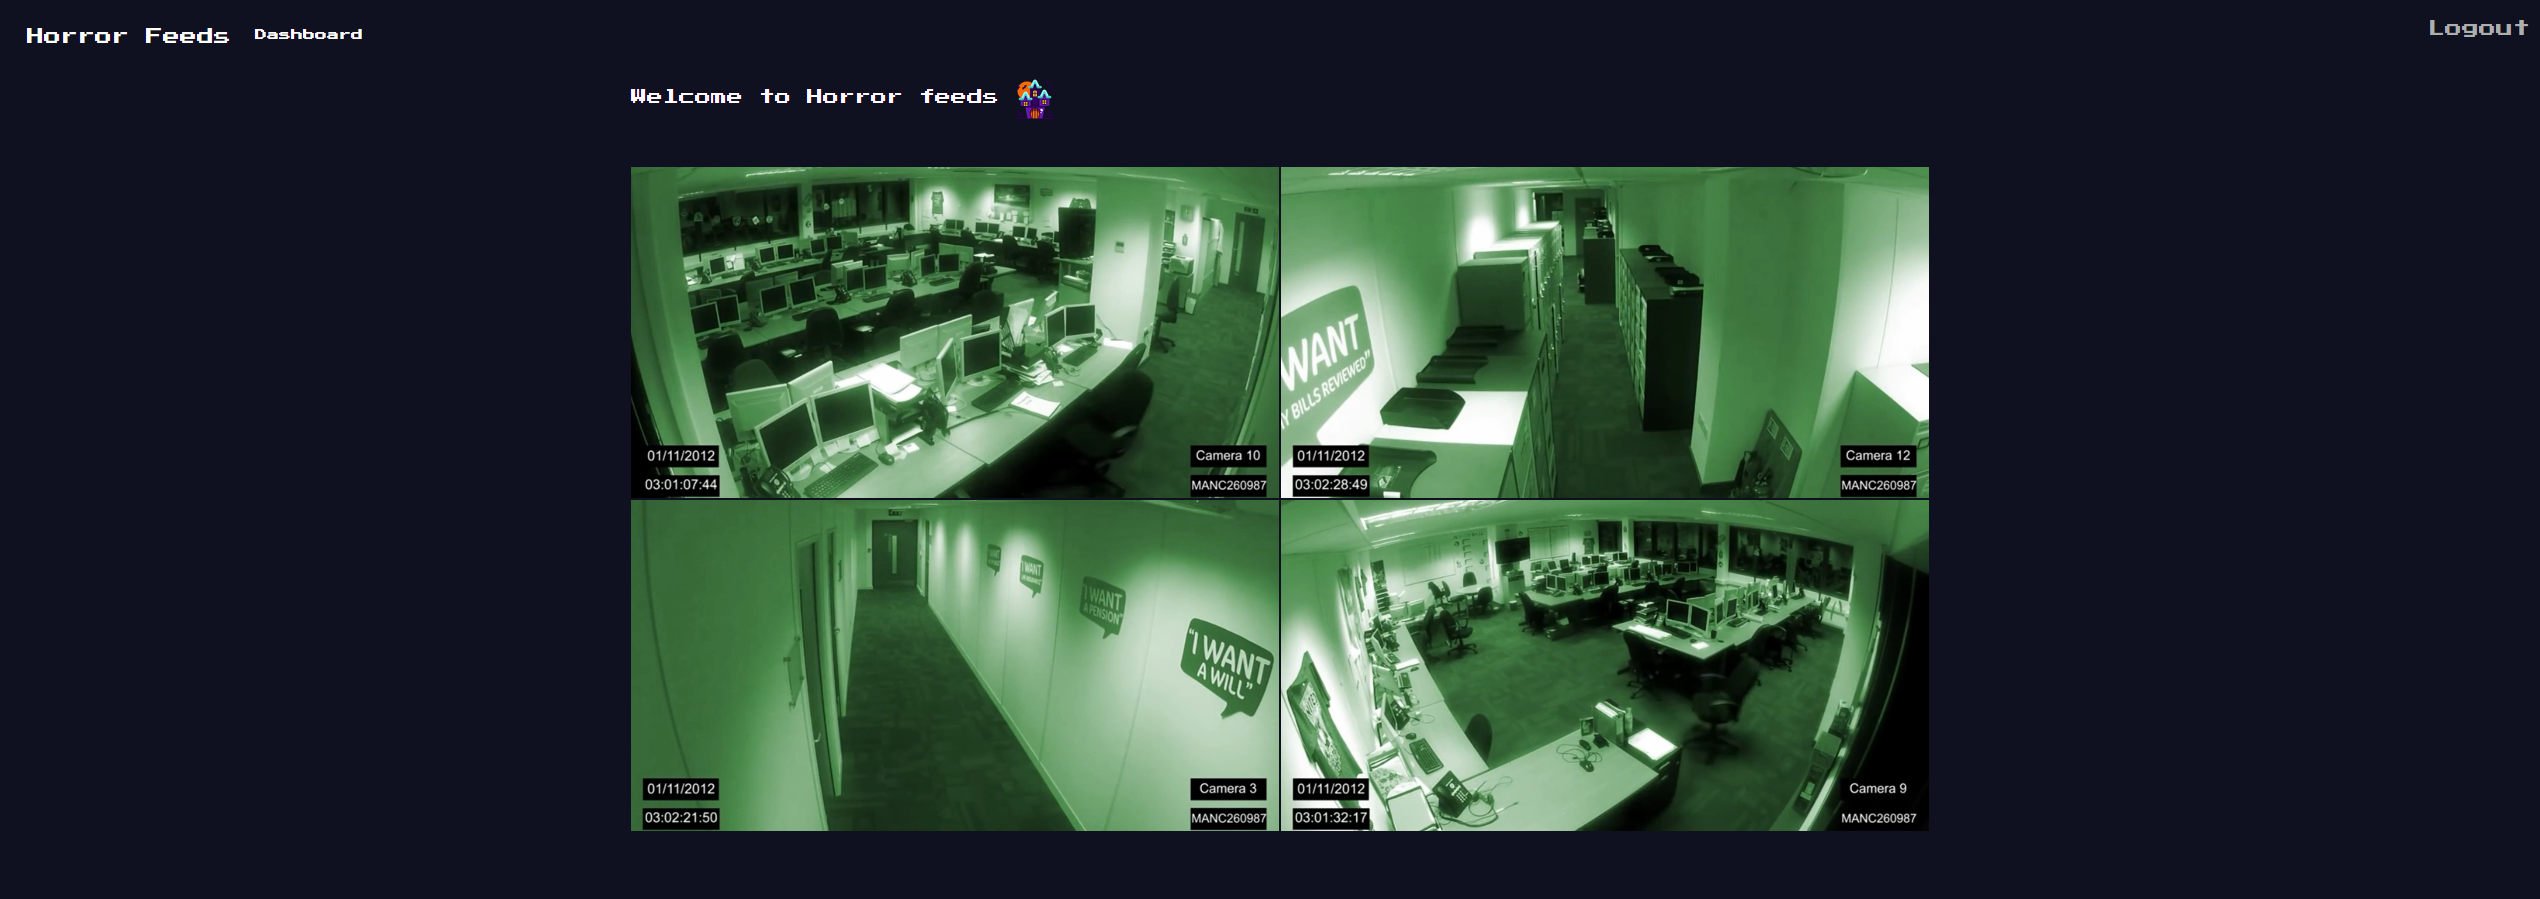 Horror Feeds Dashboard Logout
Welcome to Horror feeds
01/11/2012 Camera 10
03:01:07:44 MANC260987
WANT
Y BILLS REVIEWED”
01/11/2012 Camera 12
03:02:28:49 MANC260987
I WANT
"I WANT
A PENSION"
"I WANT
A WILL"
01/11/2012 Camera 3
03:02:21:50 MANC260987
01/11/2012 Camera 9
03:01:32:17 MANC260987